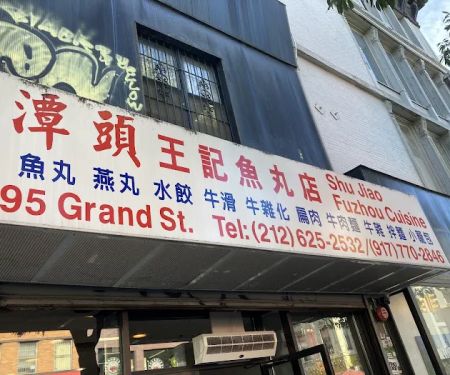 潭頭王記魚丸店 Shu Jiao
Fuzhou Cuisine
魚丸 燕丸 水餃 牛滑 牛雜化 扁肉 牛肉麵 牛雜 拌麵 小籠包
95 Grand St. Tel:(212) 625-2532/(917)770-2846